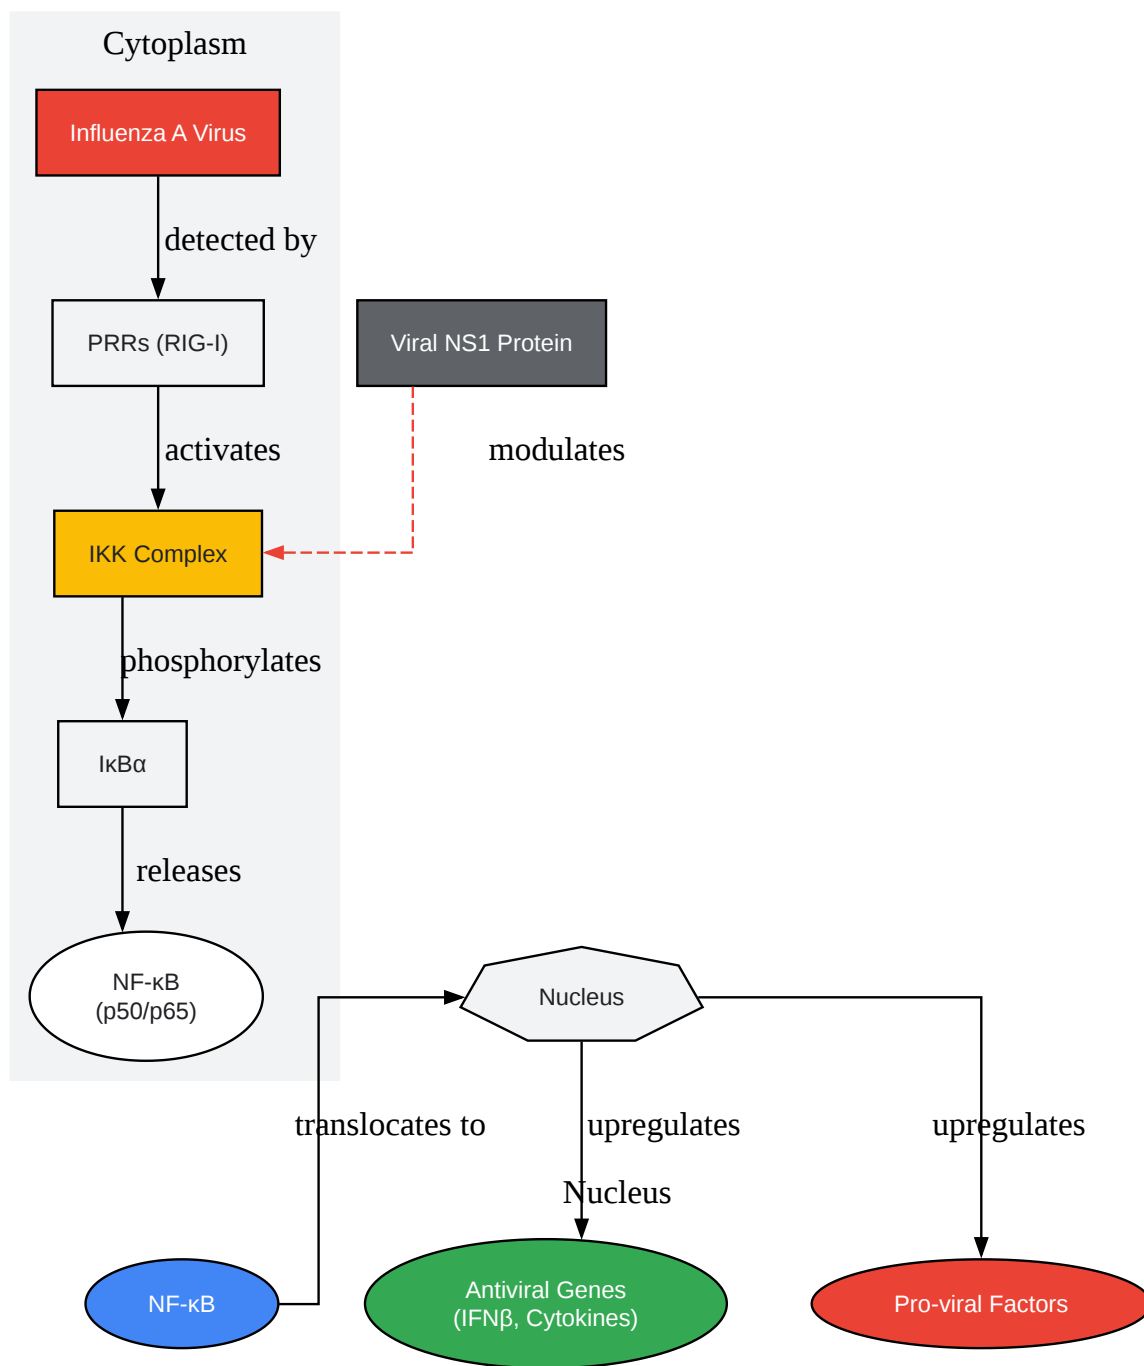 Cytoplasm
Influenza A Virus
detected by
PRRs (RIG-I)
Viral NS1 Protein
activates
modulates
IKK Complex
phosphorylates
IκBα
releases
NF-κB
(p50/p65)
Nucleus
translocates to
upregulates
upregulates
Nucleus
NF-κB
Antiviral Genes
(IFNβ, Cytokines)
Pro-viral Factors